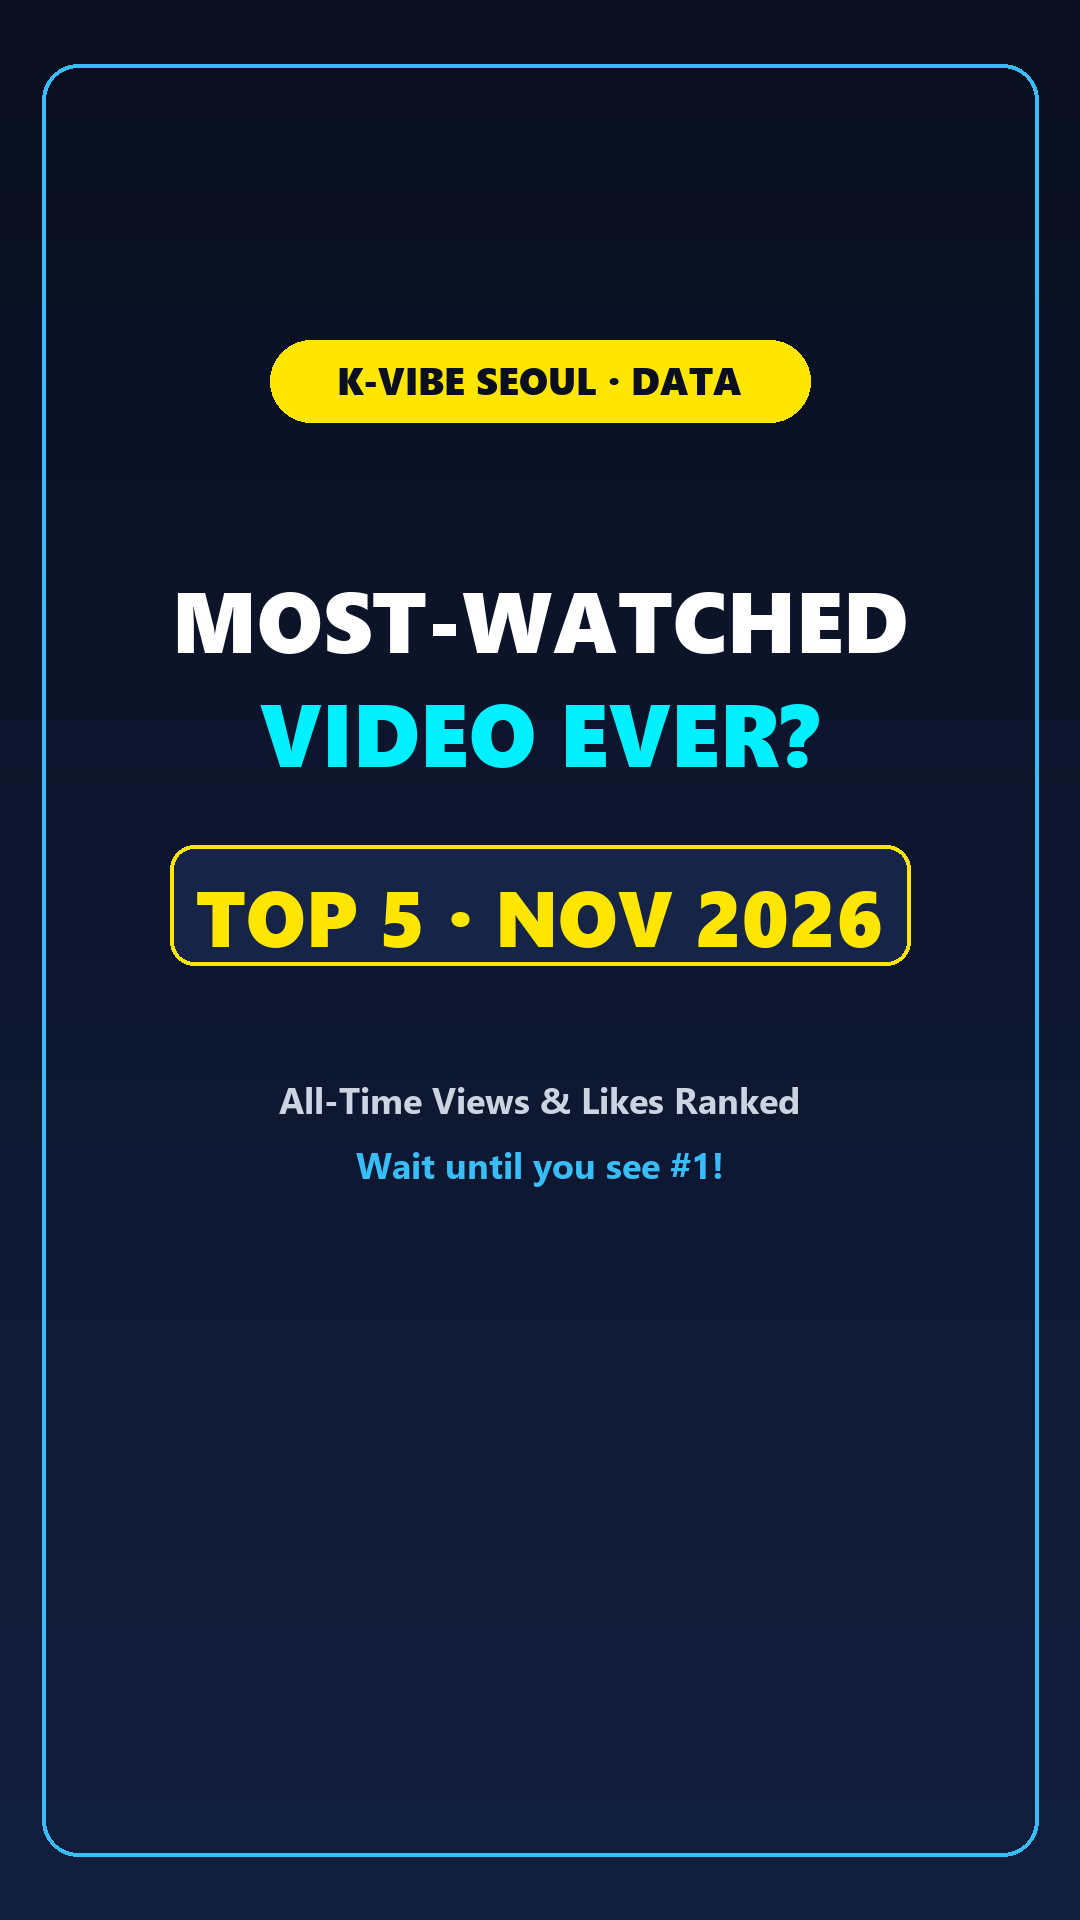 K-VIBE SEOUL · DATA
MOST-WATCHED
VIDEO EVER?
TOP 5 · NOV 2026
All-Time Views & Likes Ranked
Wait until you see #1!